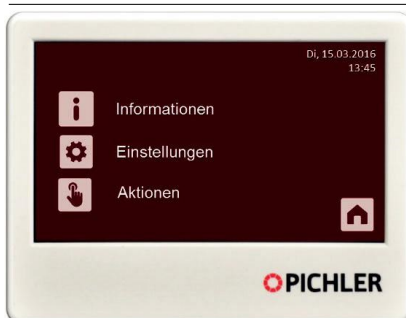 Di, 15.03.2016
13:45
Informationen
Einstellungen
Aktionen
PICHLER